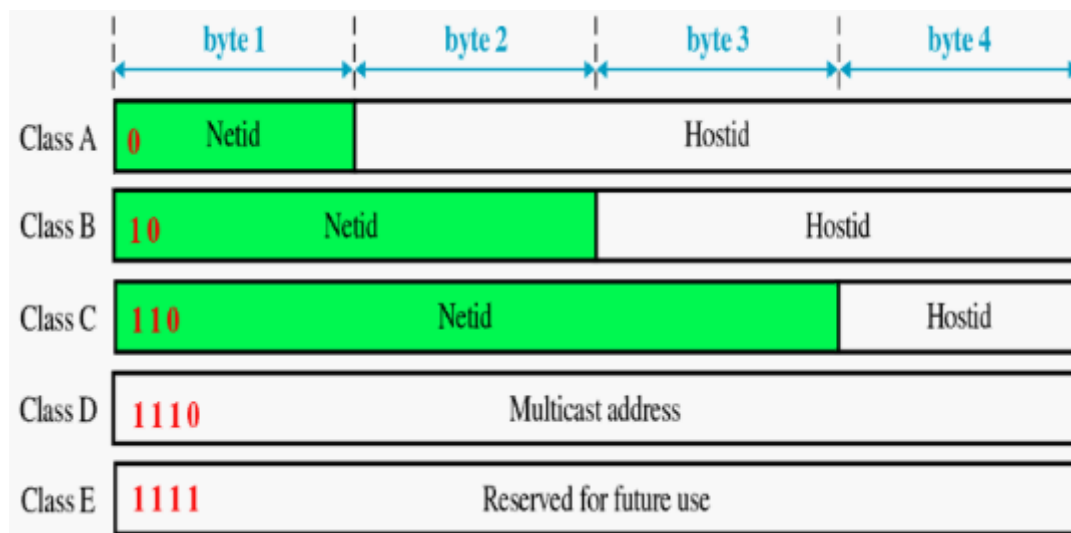 byte 1 byte 2 byte 3 byte 4
Class A 0 Netid Hostid
Class B 10 Netid Hostid
Class C 110 Netid Hostid
Class D 1110 Multicast address
Class E 1111 Reserved for future use